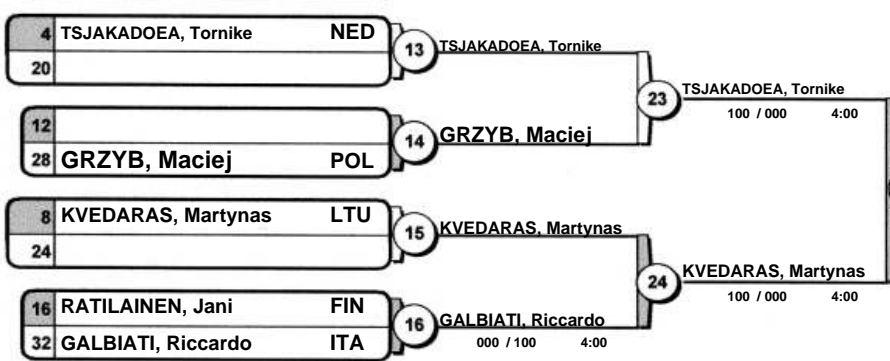 4 TSJAKADOEA, Tornike NED
20
13 TSJAKADOEA, Tornike
12
28 GRZYB, Maciej POL
14 GRZYB, Maciej
23 TSJAKADOEA, Tornike
100 / 000 4:00
8 KVEDARAS, Martynas LTU
24
15 KVEDARAS, Martynas
16 RATILAINEN, Jani FIN
32 GALBIATI, Riccardo ITA
16 GALBIATI, Riccardo
000 / 100 4:00
24 KVEDARAS, Martynas
100 / 000 4:00